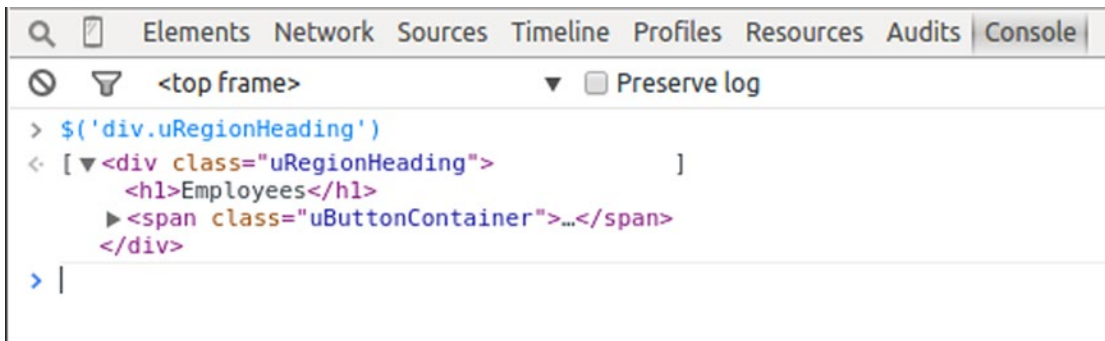 Elements Network Sources Timeline Profiles Resources Audits Console
<top frame> ▼ Preserve log
> $('div.uRegionHeading')
[▼<div class="uRegionHeading"> ]
<h1>Employees</h1>
▶<span class="uButtonContainer">…</span>
</div>
>